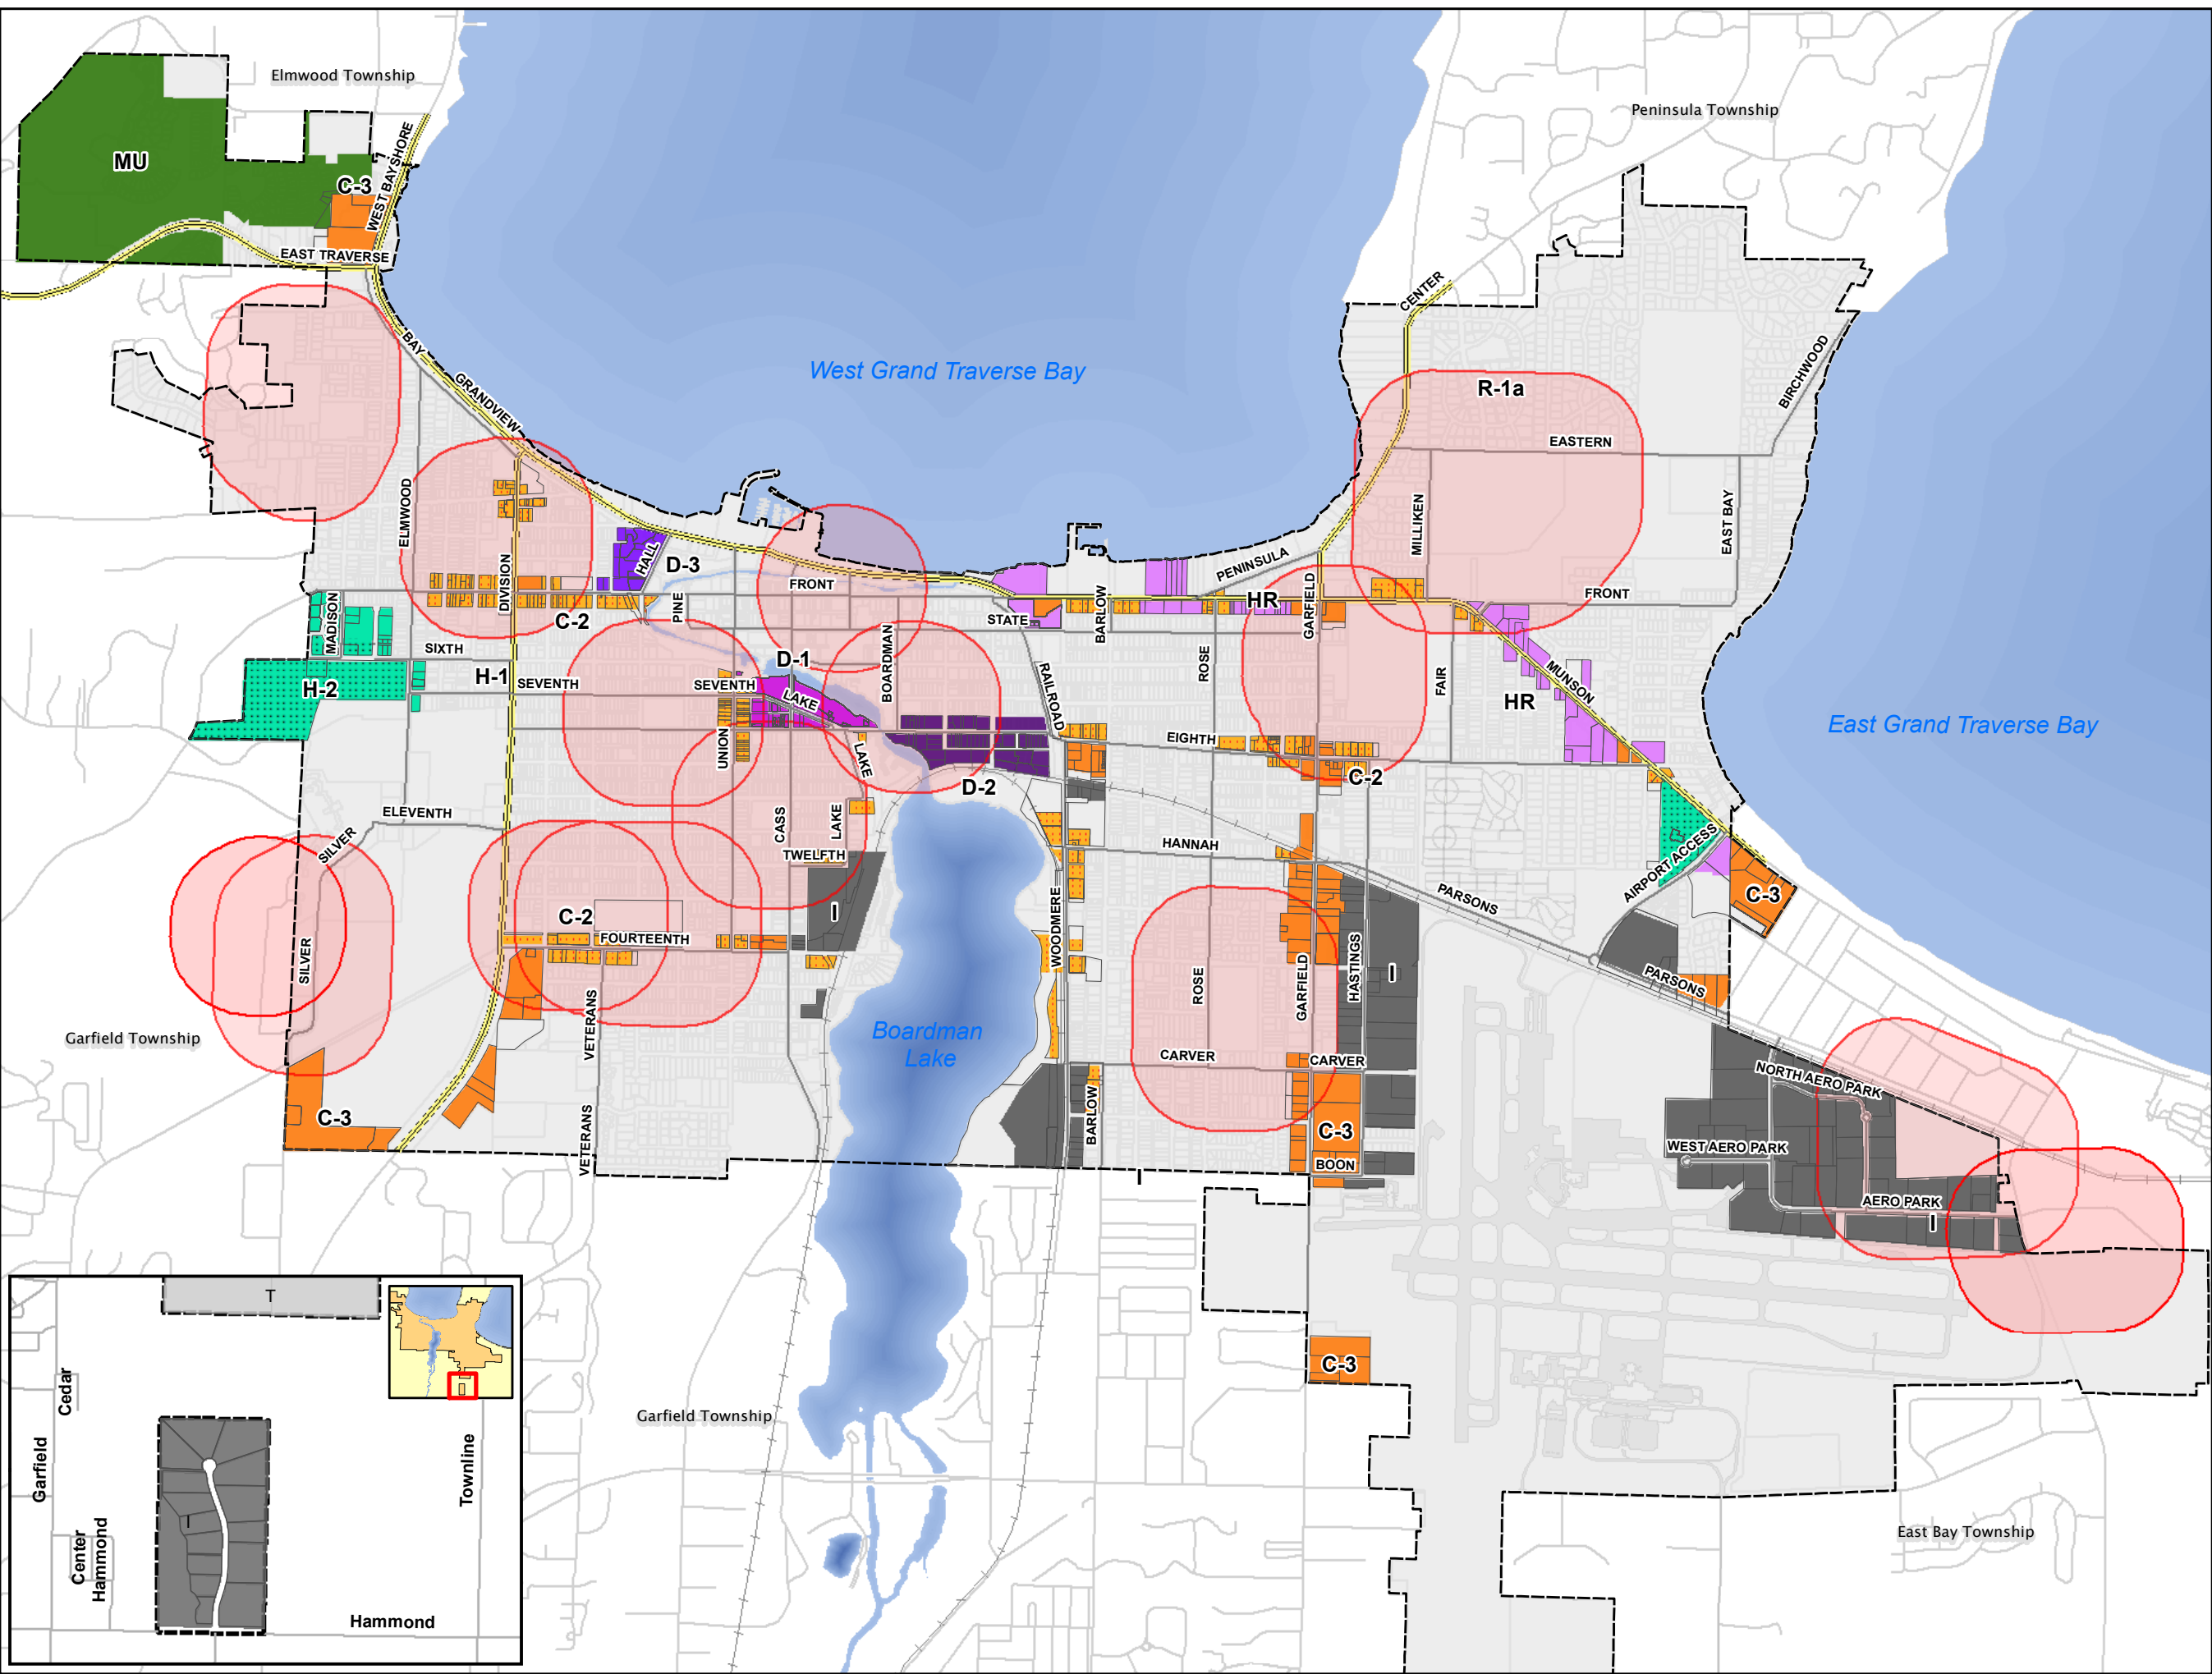 Elmwood Township
Peninsula Township
MU
C-3
WEST BAYSHORE
EAST TRAVERSE
BAY
GRANDVIEW
West Grand Traverse Bay
CENTER
R-1a
EASTERN
BIRCHWOOD
ELMWOOD
DIVISION
HALL
D-3
FRONT
PINE
MILLIKEN
EAST BAY
PENINSULA
BARLOW
HR
GARFIELD
FRONT
MADISON
C-2
STATE
SIXTH
H-1
SEVENTH
H-2
D-1
SEVENTH
LAKE
BOARDMAN
RAILROAD
ROSE
FAIR
MUNSON
HR
East Grand Traverse Bay
UNION
LAKE
EIGHTH
C-2
D-2
ELEVENTH
SILVER
CASS
LAKE
TWELFTH
HANNAH
AIRPORT ACCESS
C-3
PARSONS
C-2
FOURTEENTH
I
WOODMERE
SILVER
ROSE
GARFIELD
HASTINGS
I
PARSONS
Garfield Township
VETERANS
Boardman
Lake
CARVER
CARVER
NORTH AERO PARK
C-3
VETERANS
BARLOW
C-3
BOON
WEST AERO PARK
AERO PARK
I
I
T
C-3
Cedar
Garfield
Townline
Garfield Township
I
Center
Hammond
Hammond
East Bay Township